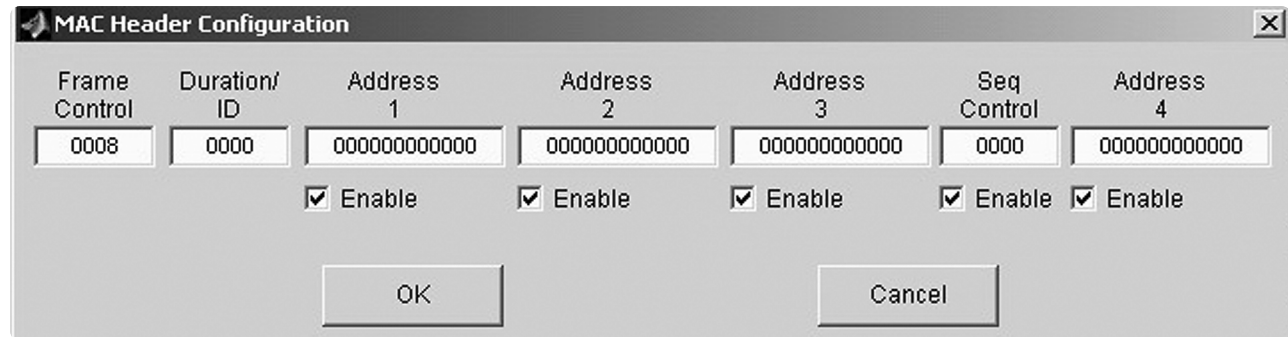 MAC Header Configuration
Frame Control
Duration/ ID
Address 1
Address 2
Address 3
Seq Control
Address 4
0008
0000
000000000000
000000000000
000000000000
0000
000000000000
Enable
Enable
Enable
Enable
Enable
OK
Cancel